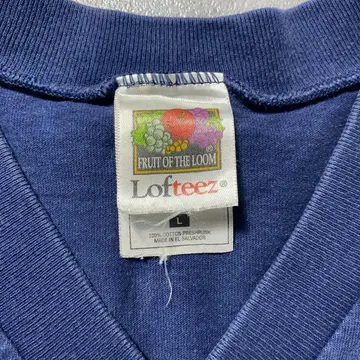 FRUIT OF THE LOOM
Lofteez®
L
100% COTTON PRESHRUNK
MADE IN EL SALVADOR